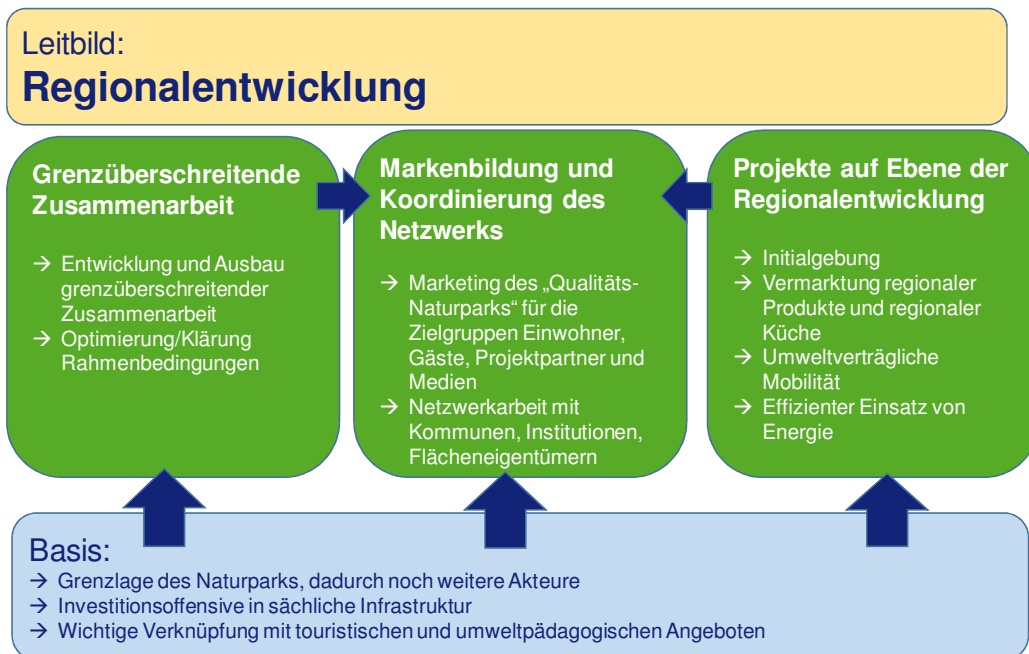 Leitbild:
Regionalentwicklung
Grenzüberschreitende
Zusammenarbeit
→ Entwicklung und Ausbau
grenzüberschreitender
Zusammenarbeit
→ Optimierung/Klärung
Rahmenbedingungen
Markenbildung und
Koordinierung des
Netzwerks
→ Marketing des „Qualitäts-
Naturparks“ für die
Zielgruppen Einwohner,
Gäste, Projektpartner und
Medien
→ Netzwerkarbeit mit
Kommunen, Institutionen,
Flächeneigentümern
Projekte auf Ebene der
Regionalentwicklung
→ Initialgebung
→ Vermarktung regionaler
Produkte und regionaler
Küche
→ Umweltverträgliche
Mobilität
→ Effizienter Einsatz von
Energie
Basis:
→ Grenzlage des Naturparks, dadurch noch weitere Akteure
→ Investitionsoffensive in sächliche Infrastruktur
→ Wichtige Verknüpfung mit touristischen und umweltpädagogischen Angeboten